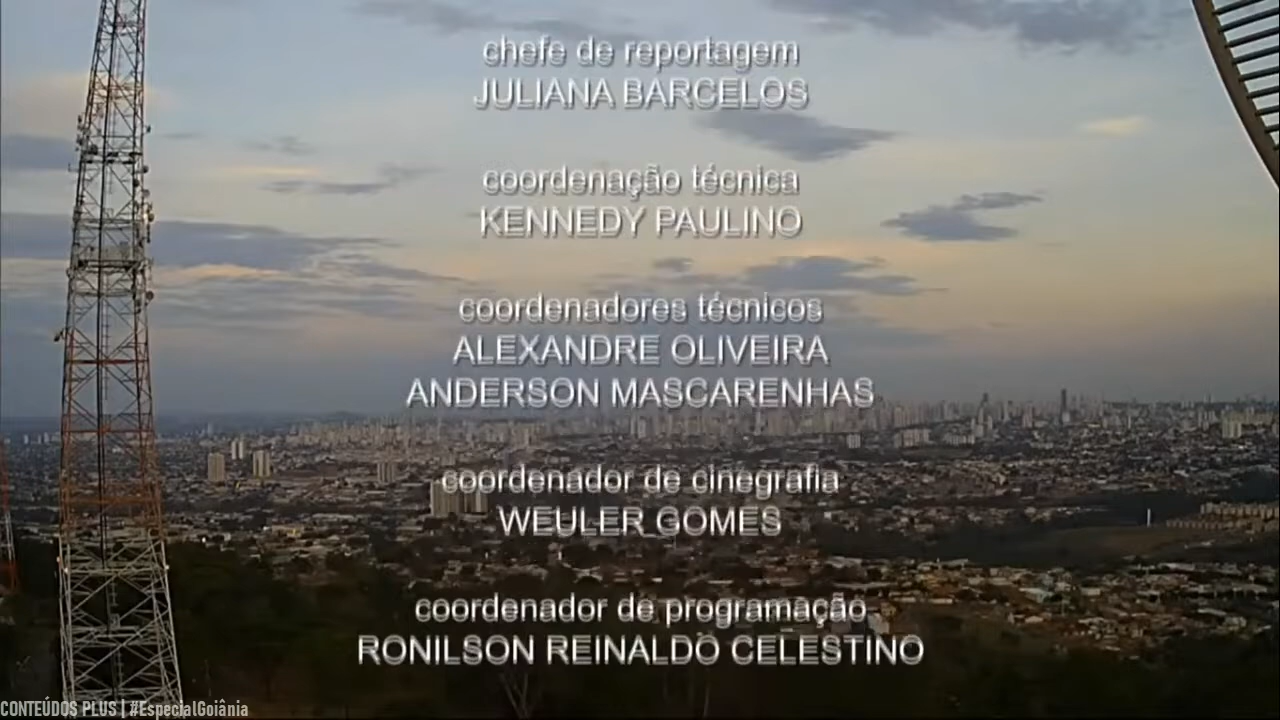 chefe de reportagem
JULIANA BARCELOS
coordenação técnica
KENNEDY PAULINO
coordenadores técnicos
ALEXANDRE OLIVEIRA
ANDERSON MASCARENHAS
coordenador de cinegrafia
WEULER GOMES
coordenador de programação
RONILSON REINALDO CELESTINO
CONTEÚDOS PLUS | #EspecialGoiânia